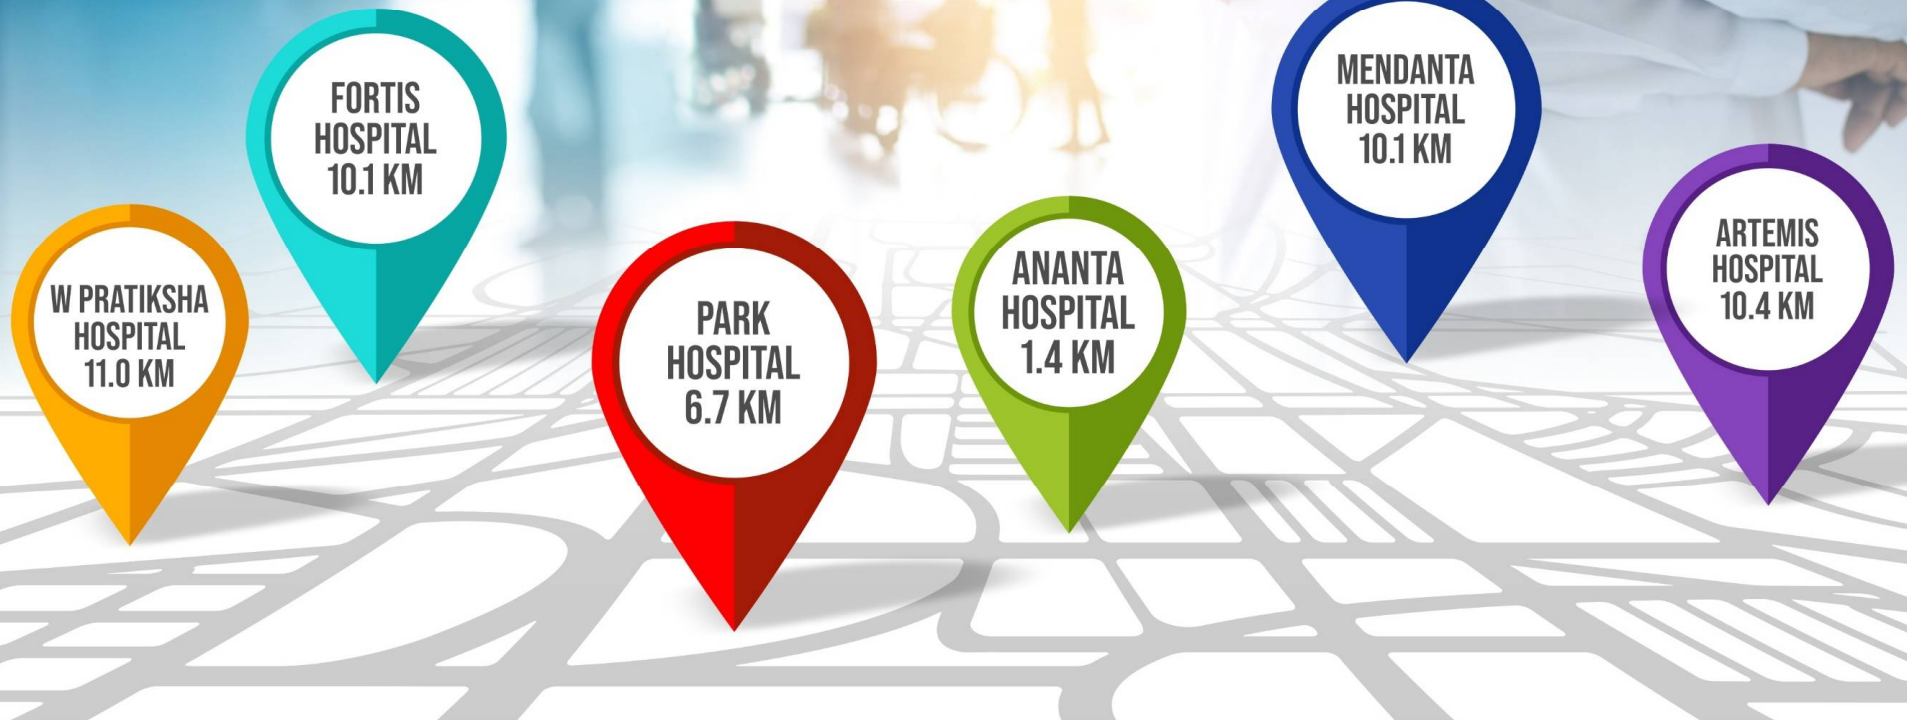 W PRATIKSHA
HOSPITAL
11.0 KM
FORTIS
HOSPITAL
10.1 KM
PARK
HOSPITAL
6.7 KM
ANANTA
HOSPITAL
1.4 KM
MENDANTA
HOSPITAL
10.1 KM
ARTEMIS
HOSPITAL
10.4 KM